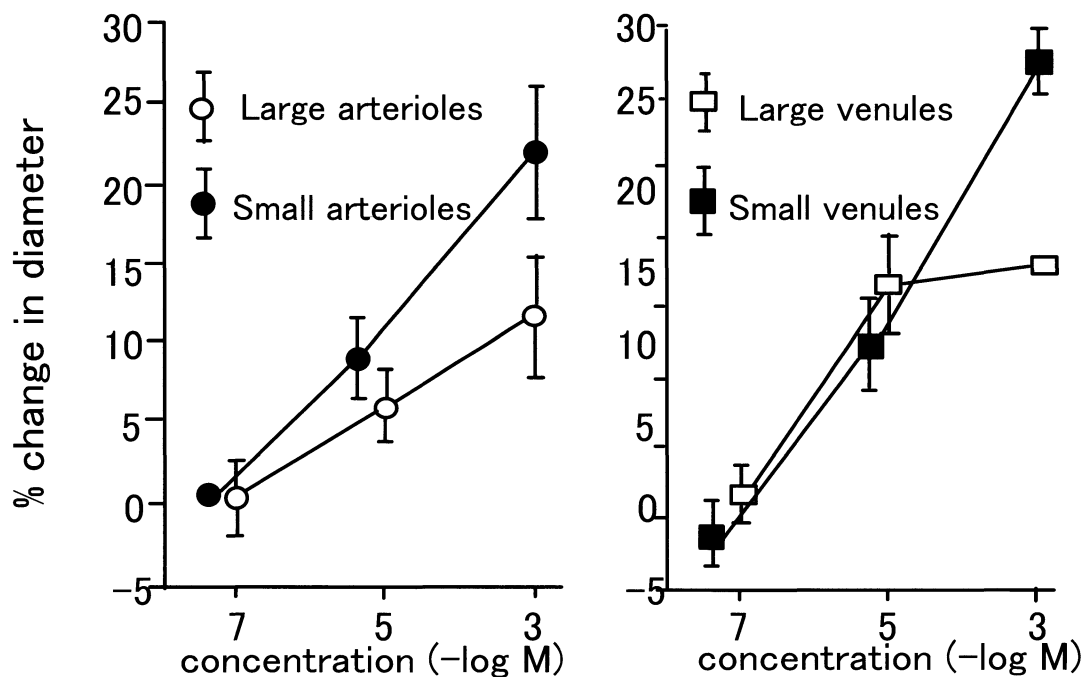 % change in diameter
30
25
20
15
10
5
0
-5
Large arterioles
Small arterioles
7 5 3
concentration (-log M)
30
25
20
15
10
5
0
-5
Large venules
Small venules
7 5 3
concentration (-log M)